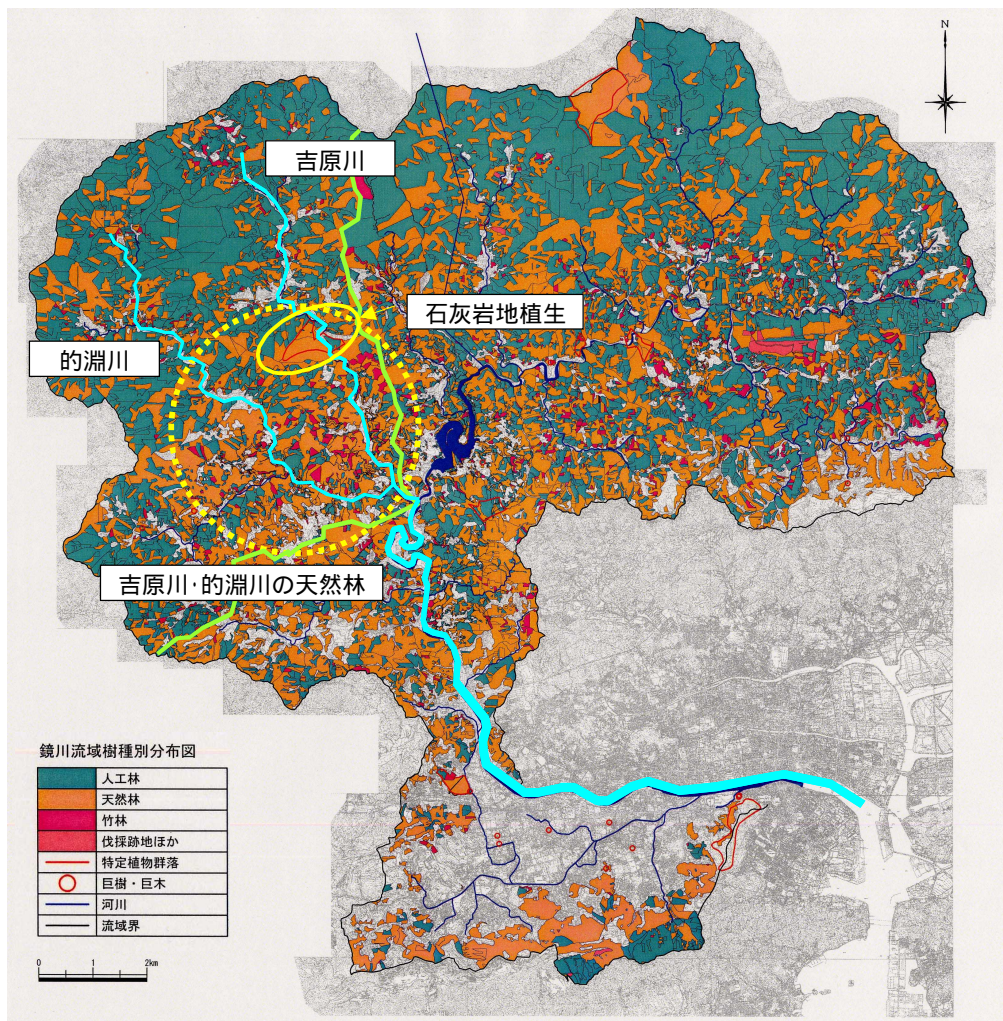 N
吉原川
石灰岩地植生
的淵川
吉原川・的淵川の天然林
鏡川流域樹種別分布図
人工林
天然林
竹林
伐採跡地ほか
特定植物群落
巨樹・巨木
河川
流域界
0 1 2km